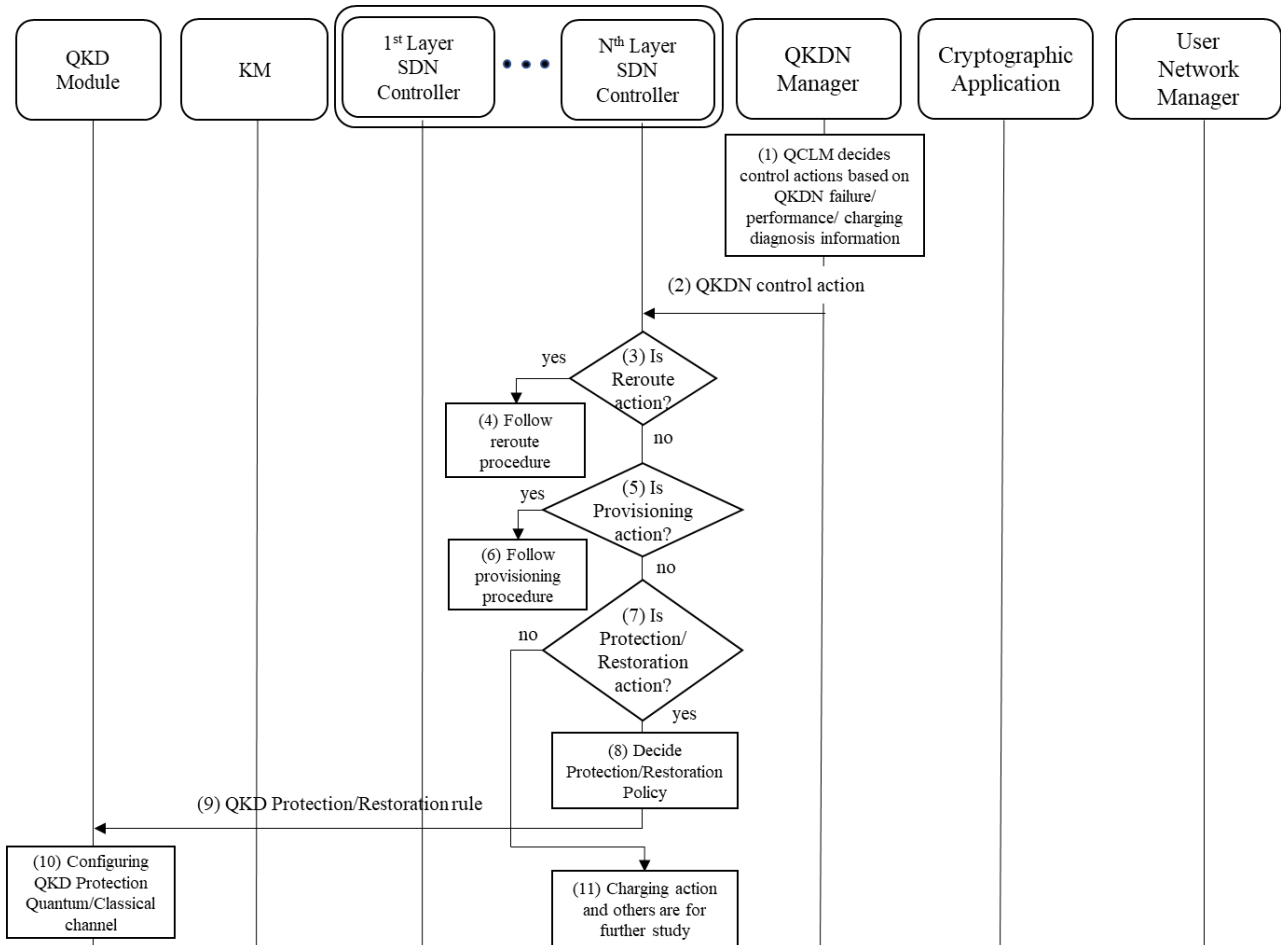 QKD
Module
KM
1st Layer
SDN
Controller
Nth Layer
SDN
Controller
QKDN
Manager
Cryptographic
Application
User
Network
Manager
(1) QCLM decides
control actions based on
QKDN failure/
performance/ charging
diagnosis information
(2) QKDN control action
(3) Is
Reroute
action?
yes
(4) Follow
reroute
procedure
no
(5) Is
Provisioning
action?
yes
(6) Follow
provisioning
procedure
no
(7) Is
Protection/
Restoration
action?
no
yes
(8) Decide
Protection/Restoration
Policy
(9) QKD Protection/Restoration rule
(10) Configuring
QKD Protection
Quantum/Classical
channel
(11) Charging action
and others are for
further study